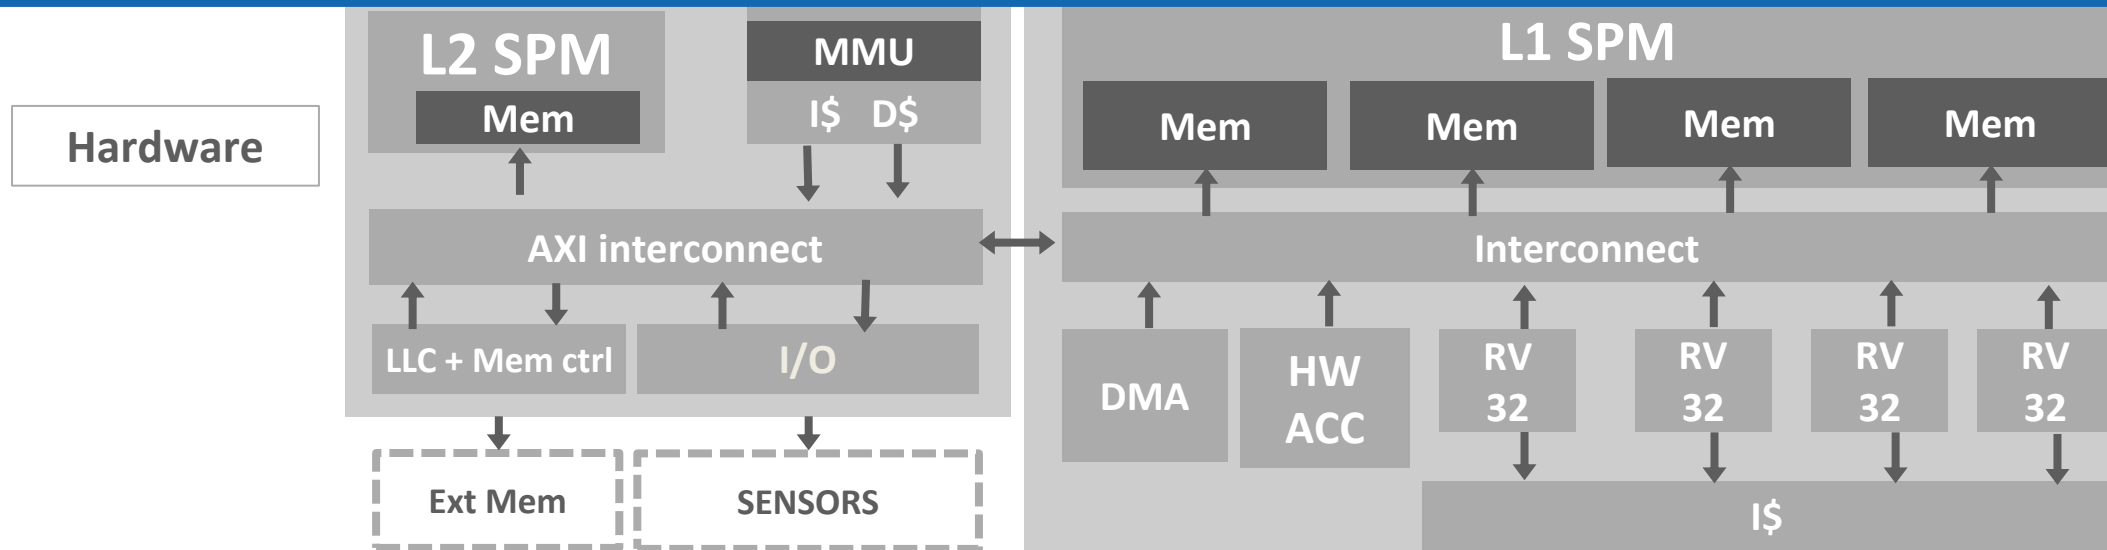 Hardware
L2 SPM
Mem
MMU
I$ D$
AXI interconnect
LLC + Mem ctrl
I/O
Ext Mem
SENSORS
L1 SPM
Mem
Mem
Mem
Mem
Interconnect
DMA
HW
ACC
RV
32
RV
32
RV
32
RV
32
I$